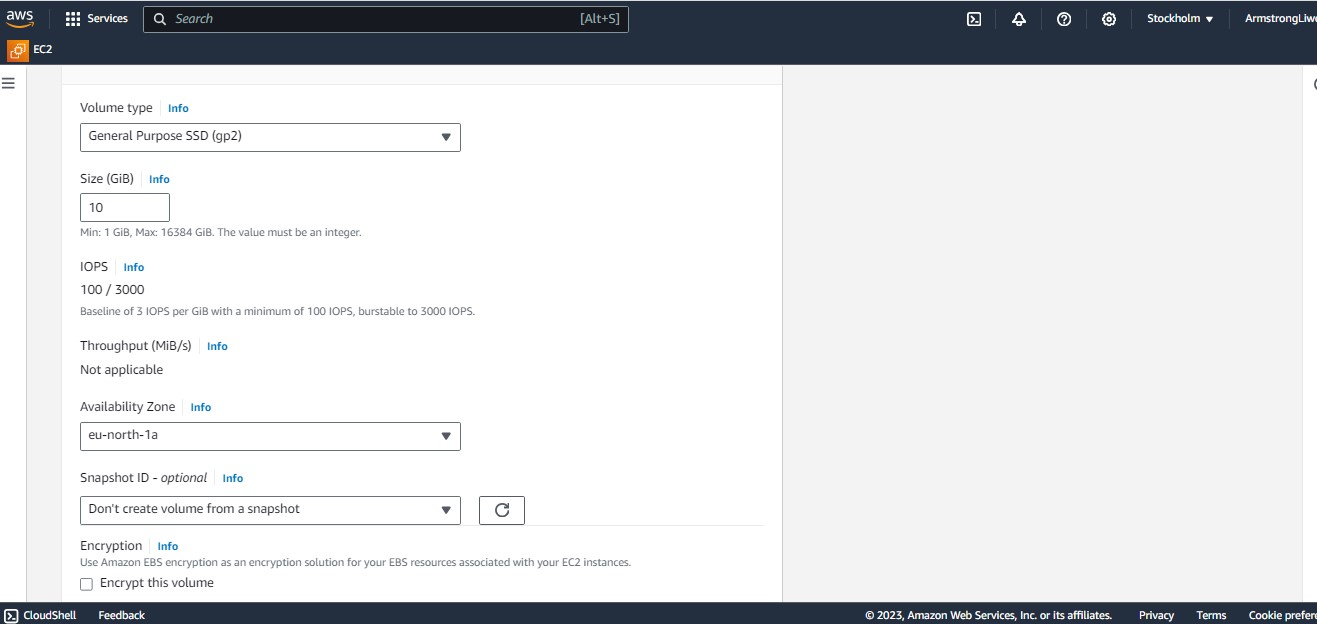 aws Services Search [Alt+S] Stockholm ArmstrongLiwe
EC2
Volume type Info
General Purpose SSD (gp2)
Size (GiB) Info
10
Min: 1 GiB, Max: 16384 GiB. The value must be an integer.
IOPS Info
100 / 3000
Baseline of 3 IOPS per GiB with a minimum of 100 IOPS, burstable to 3000 IOPS.
Throughput (MiB/s) Info
Not applicable
Availability Zone Info
eu-north-1a
Snapshot ID - optional Info
Don't create volume from a snapshot
Encryption Info
Use Amazon EBS encryption as an encryption solution for your EBS resources associated with your EC2 instances.
Encrypt this volume
CloudShell Feedback © 2023, Amazon Web Services, Inc. or its affiliates. Privacy Terms Cookie prefere